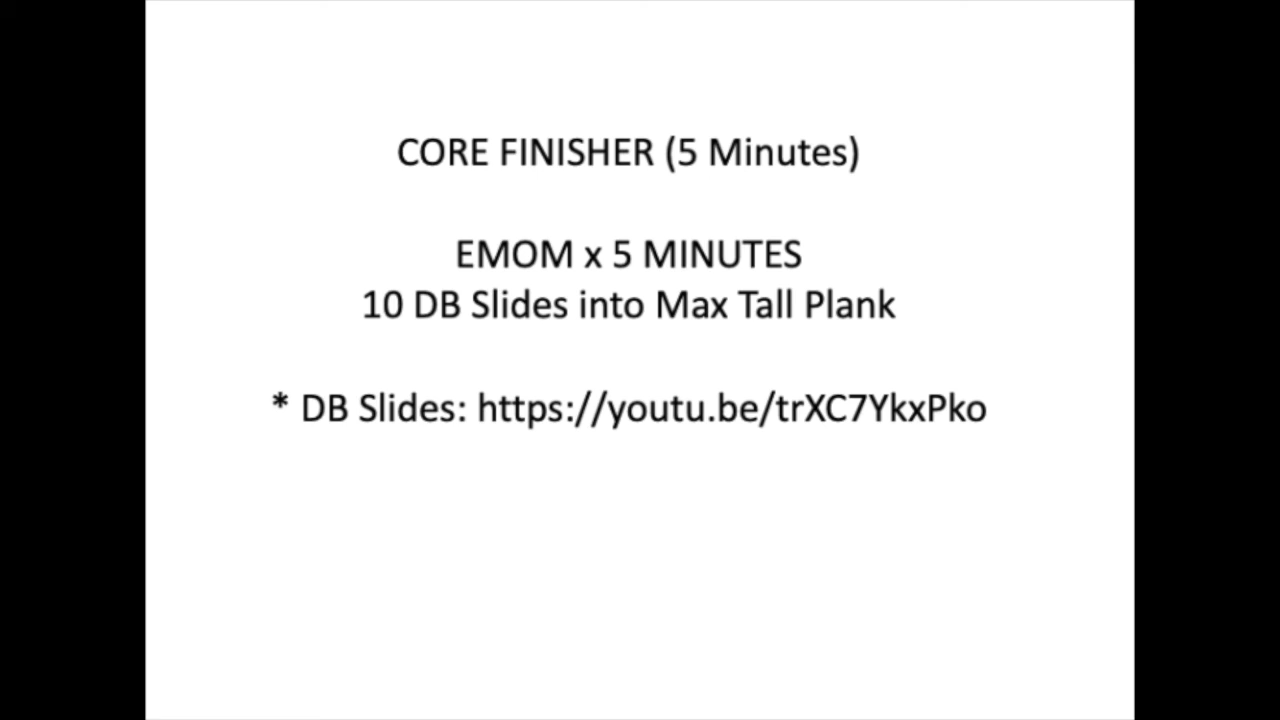 CORE FINISHER (5 Minutes)
EMOM x 5 MINUTES
10 DB Slides into Max Tall Plank
* DB Slides: https://youtu.be/trXC7YkxPko